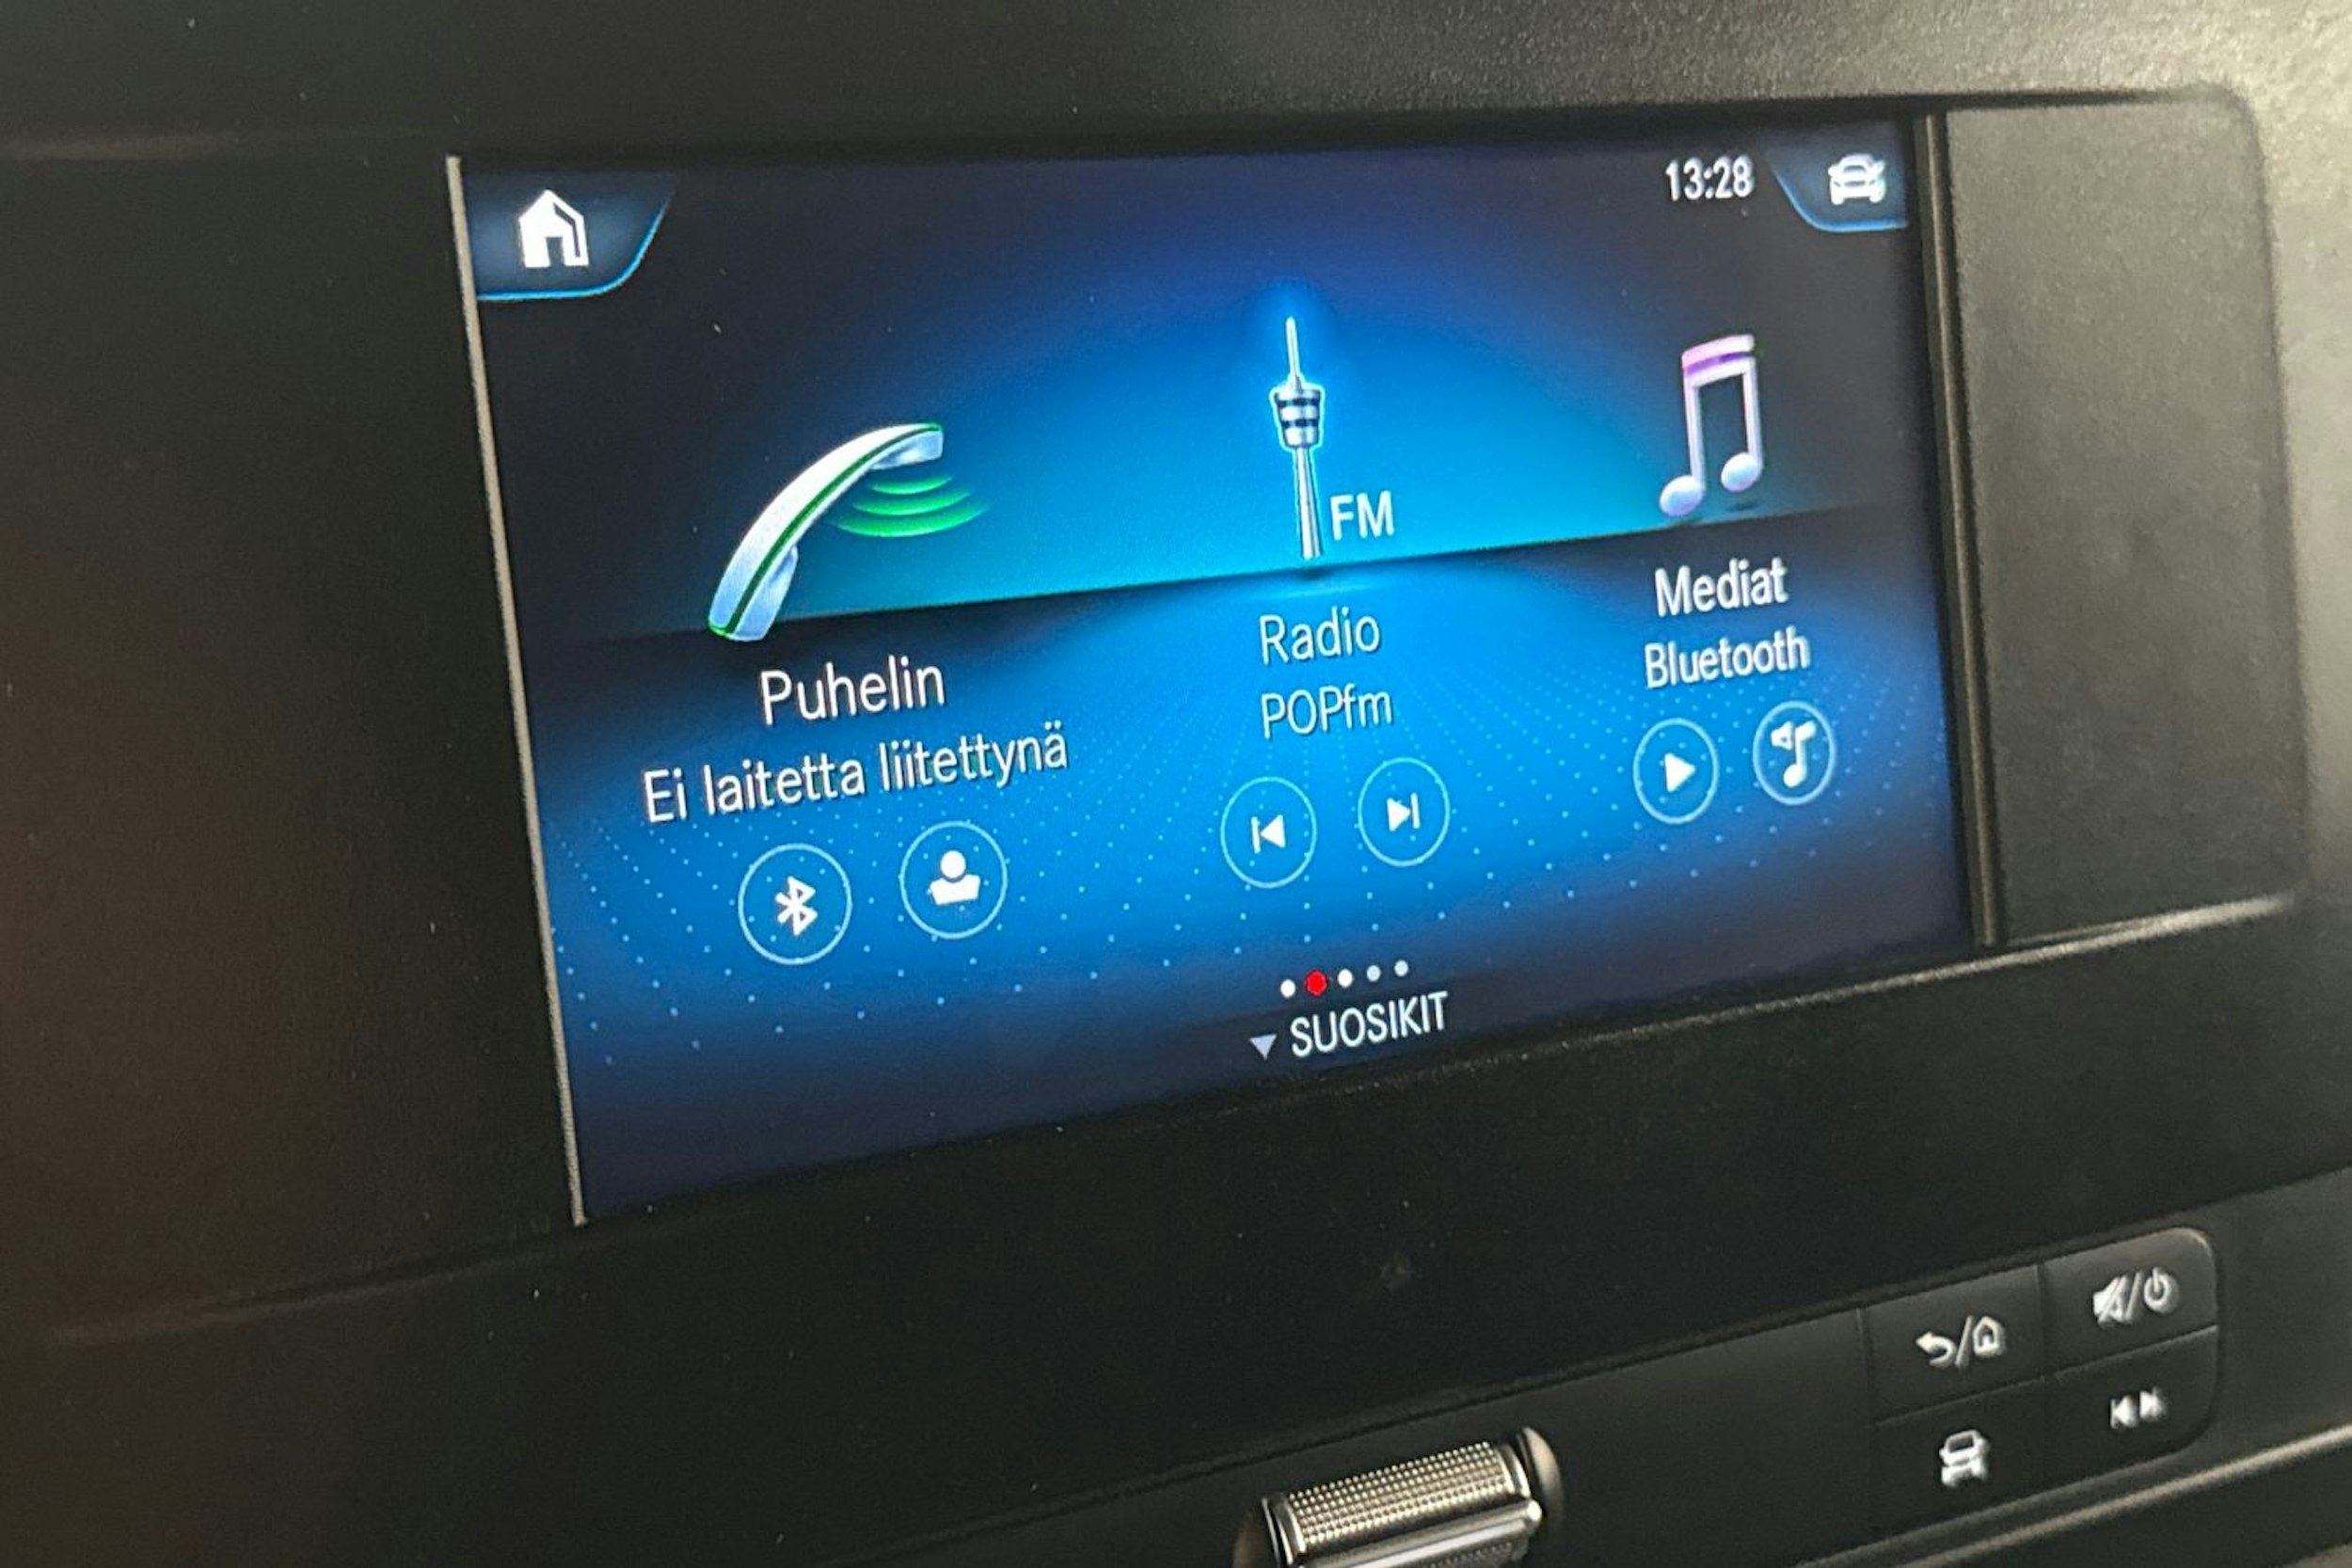 13:28
FM
Puhelin
Ei laitetta liitettynä
Radio
POPfm
Mediat
Bluetooth
SUOSIKIT